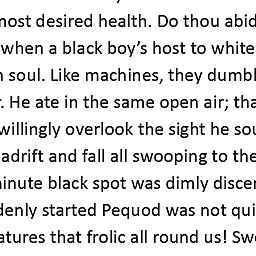 most desired health. Do thou abid
when a black boy's host to white
n soul. Like machines, they dumbl
. He ate in the same open air; tha
willingly overlook the sight he sou
adrift and fall all swooping to the
minute black spot was dimly discer
denly started Pequod was not qui
atures that frolic all round us! Swe